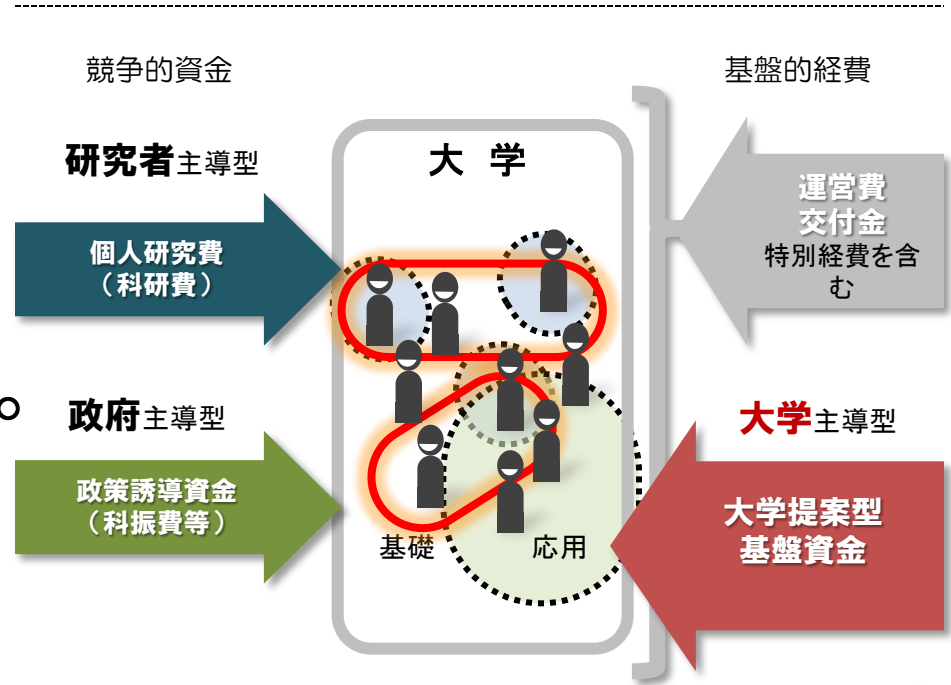 競争的資金
基盤的経費
研究者主導型
大 学
運営費
交付金
特別経費を含
む
個人研究費
（科研費）
政府主導型
大学主導型
政策誘導資金
（科振費等）
大学提案型
基盤資金
基礎
応用